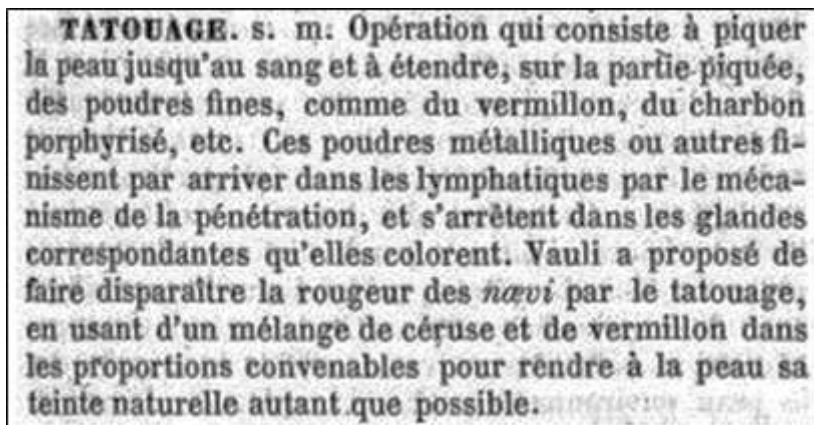 TATOUAGE. s. m. Opération qui consiste à piquer
la peau jusqu'au sang et à étendre, sur la partie piquée,
des poudres fines, comme du vermillon, du charbon
porphyrisé, etc. Ces poudres métalliques ou autres fi-
nissent par arriver dans les lymphatiques par le méca-
nisme de la pénétration, et s'arrêtent dans les glandes
correspondantes qu'elles colorent. Vauli a proposé de
faire disparaître la rougeur des nævi par le tatouage,
en usant d'un mélange de céruse et de vermillon dans
les proportions convenables pour rendre à la peau sa
teinte naturelle autant que possible.